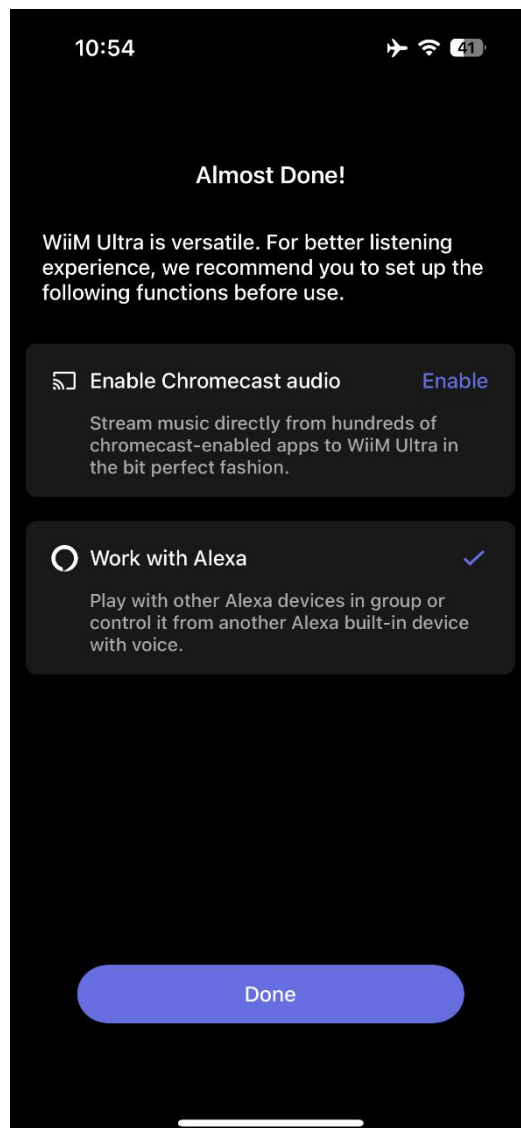 10:54
41
Almost Done!
WiiM Ultra is versatile. For better listening
experience, we recommend you to set up the
following functions before use.
Enable Chromecast audio
Enable
Stream music directly from hundreds of
chromecast-enabled apps to WiiM Ultra in
the bit perfect fashion.
Work with Alexa
Play with other Alexa devices in group or
control it from another Alexa built-in device
with voice.
Done